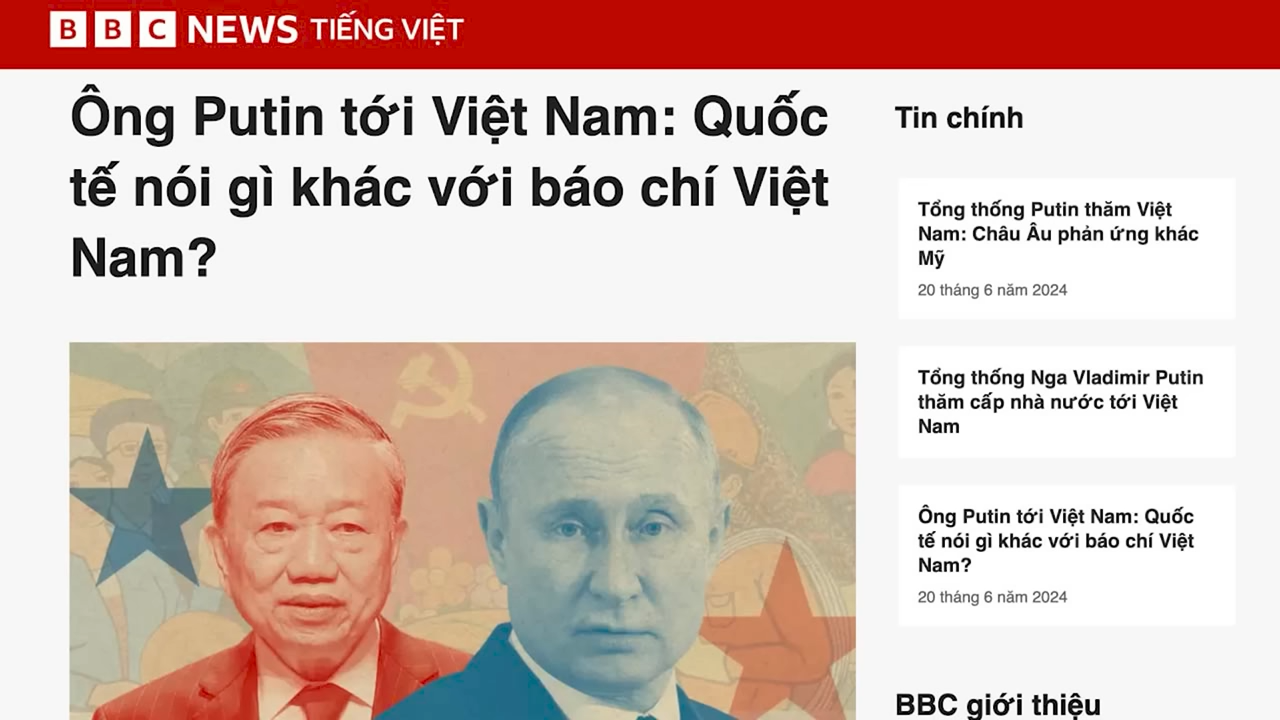 BBC NEWS TIẾNG VIỆT
Ông Putin tới Việt Nam: Quốc
tế nói gì khác với báo chí Việt
Nam?
Tin chính
Tổng thống Putin thăm Việt
Nam: Châu Âu phản ứng khác
Mỹ
20 tháng 6 năm 2024
Tổng thống Nga Vladimir Putin
thăm cấp nhà nước tới Việt
Nam
Ông Putin tới Việt Nam: Quốc
tế nói gì khác với báo chí Việt
Nam?
20 tháng 6 năm 2024
BBC giới thiệu